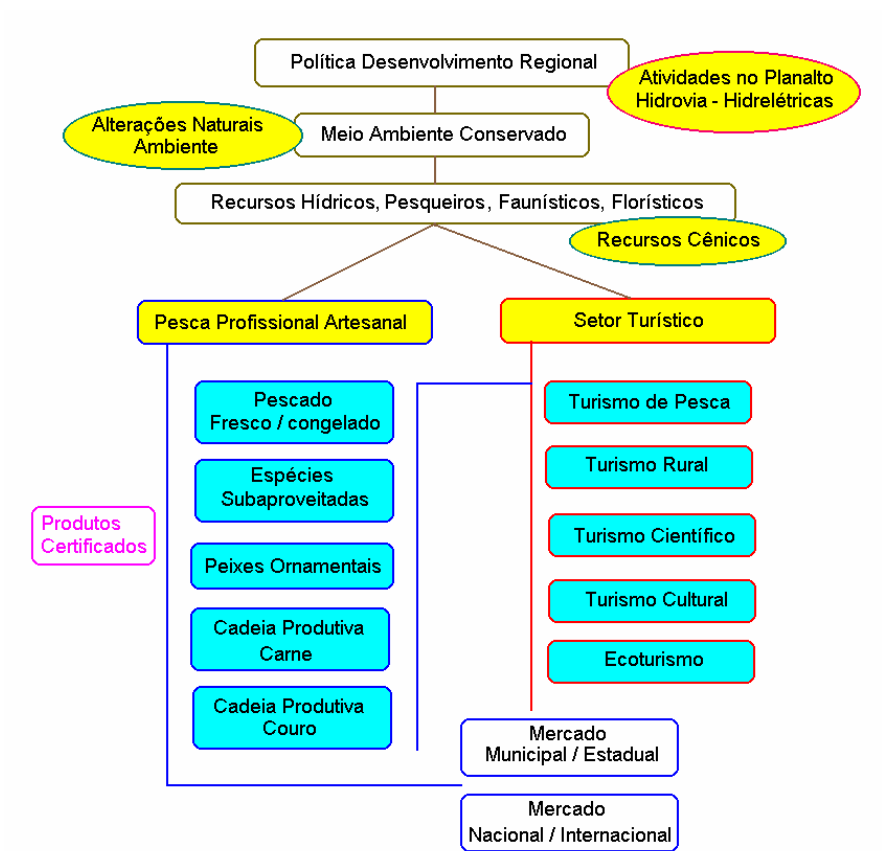 Política Desenvolvimento Regional
Atividades no Planalto
Hidrovia - Hidrelétricas
Alterações Naturais
Ambiente
Meio Ambiente Conservado
Recursos Hídricos, Pesqueiros, Faunísticos, Florísticos
Recursos Cênicos
Pesca Profissional Artesanal
Setor Turístico
Pescado
Fresco / congelado
Espécies
Subaproveitadas
Peixes Ornamentais
Cadeia Produtiva
Carne
Cadeia Produtiva
Couro
Produtos
Certificados
Turismo de Pesca
Turismo Rural
Turismo Científico
Turismo Cultural
Ecoturismo
Mercado
Municipal / Estadual
Mercado
Nacional / Internacional